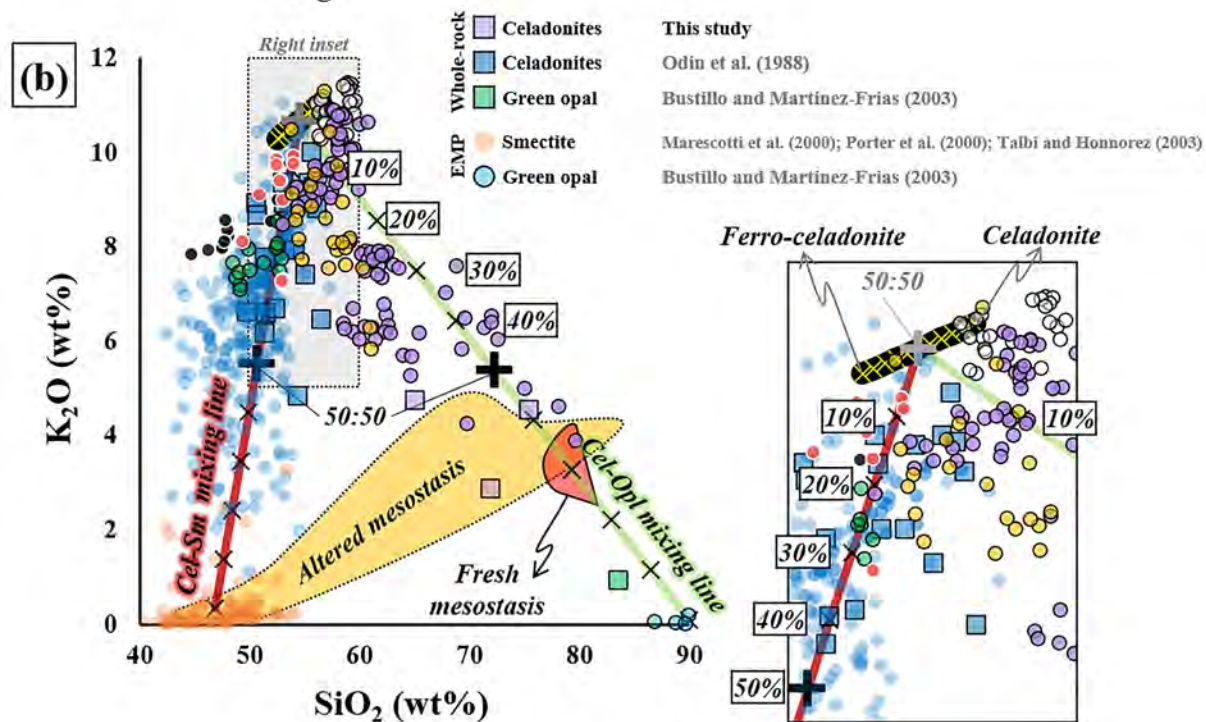 (b)
Right inset
Whole-rock
Celadonites This study
Celadonites Odin et al. (1988)
Green opal Bustillo and Martínez-Frias (2003)
EMP
Smectite Marescotti et al. (2000); Porter et al. (2000); Talbi and Honnorez (2003)
Green opal Bustillo and Martínez-Frias (2003)
K₂O (wt%)
12
10
8
6
4
2
0
40
50
60
70
80
90
SiO₂ (wt%)
10%
20%
30%
40%
50:50
Cel-Sm mixing line
Altered mesostasis
Fresh
mesostasis
Cel-Opl mixing line
Ferro-celadonite
Celadonite
50:50
10%
10%
20%
30%
40%
50%